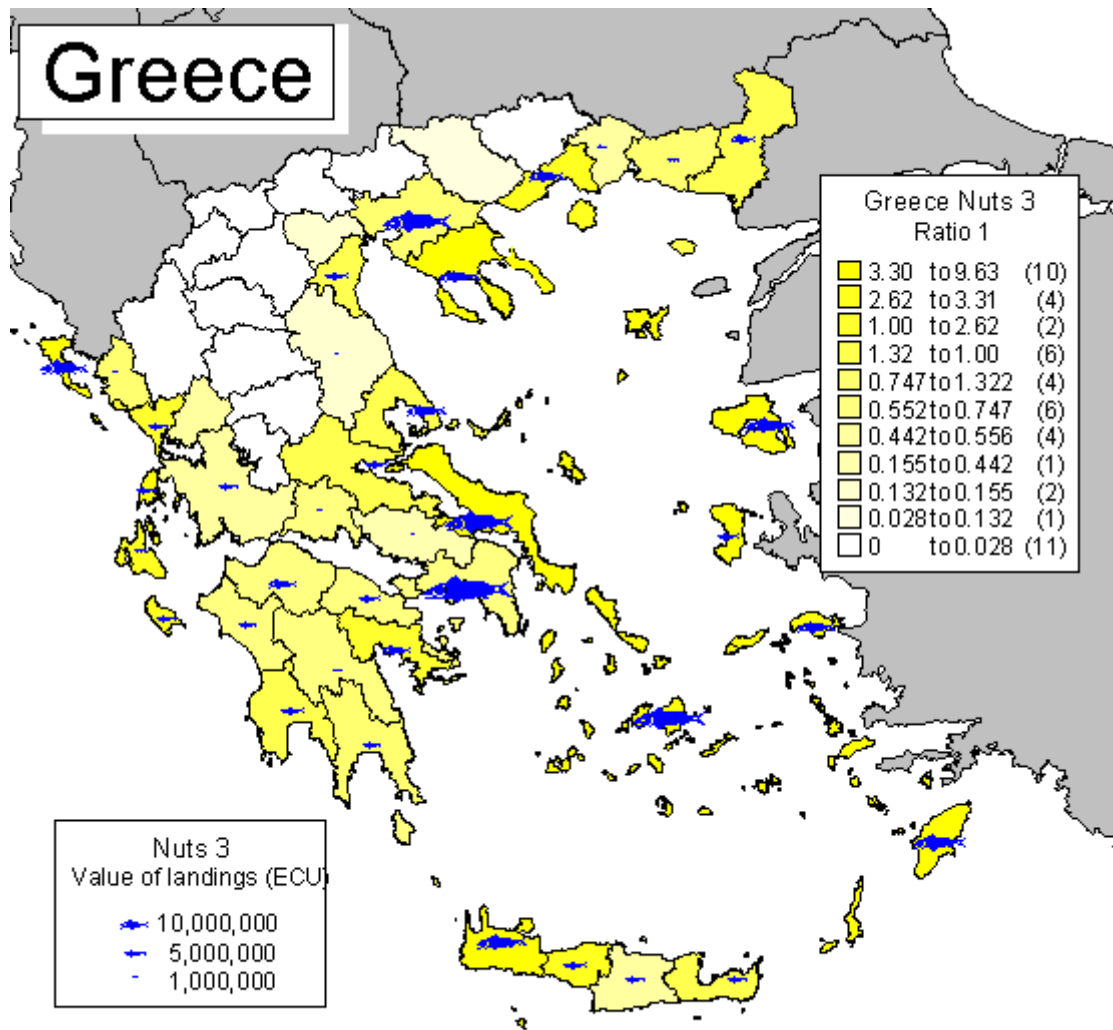 Greece
Greece Nuts 3
Ratio 1
3.30 to 9.63 (10)
2.62 to 3.31 (4)
1.00 to 2.62 (2)
1.32 to 1.00 (6)
0.747 to 1.322 (4)
0.552 to 0.747 (6)
0.442 to 0.556 (4)
0.155 to 0.442 (1)
0.132 to 0.155 (2)
0.028 to 0.132 (1)
0 to 0.028 (11)
Nuts 3
Value of landings (ECU)
10,000,000
5,000,000
1,000,000